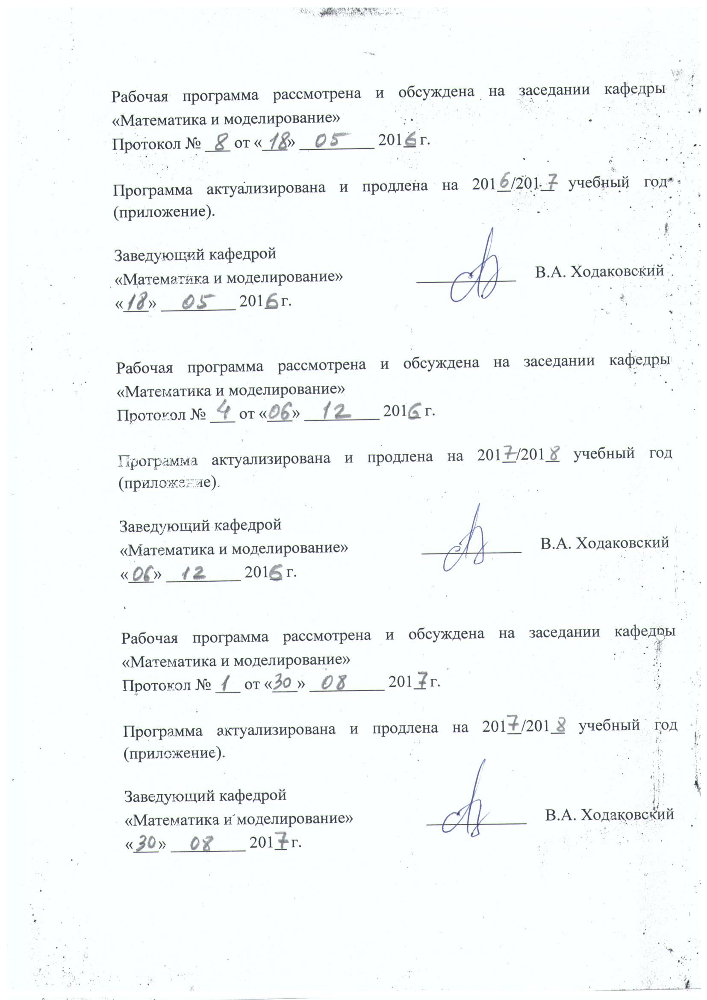 Рабочая программа рассмотрена и обсуждена на заседании кафедры
«Математика и моделирование»
Протокол № 8 от «18» 05 2016 г.
Программа актуализирована и продлена на 2016/2017 учебный год
(приложение).
Заведующий кафедрой
«Математика и моделирование» В.А. Ходаковский
«18» 05 2016 г.
Рабочая программа рассмотрена и обсуждена на заседании кафедры
«Математика и моделирование»
Протокол № 4 от «06» 12 2016 г.
Программа актуализирована и продлена на 2017/2018 учебный год
(приложение).
Заведующий кафедрой
«Математика и моделирование» В.А. Ходаковский
«06» 12 2016 г.
Рабочая программа рассмотрена и обсуждена на заседании кафедры
«Математика и моделирование»
Протокол № 1 от «30» 08 2017 г.
Программа актуализирована и продлена на 2017/2018 учебный год
(приложение).
Заведующий кафедрой
«Математика и моделирование» В.А. Ходаковский
«30» 08 2017 г.